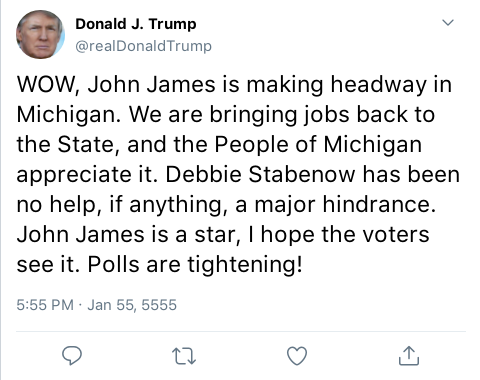 Donald J. Trump
@realDonaldTrump
WOW, John James is making headway in
Michigan. We are bringing jobs back to
the State, and the People of Michigan
appreciate it. Debbie Stabenow has been
no help, if anything, a major hindrance.
John James is a star, I hope the voters
see it. Polls are tightening!
5:55 PM · Jan 55, 5555